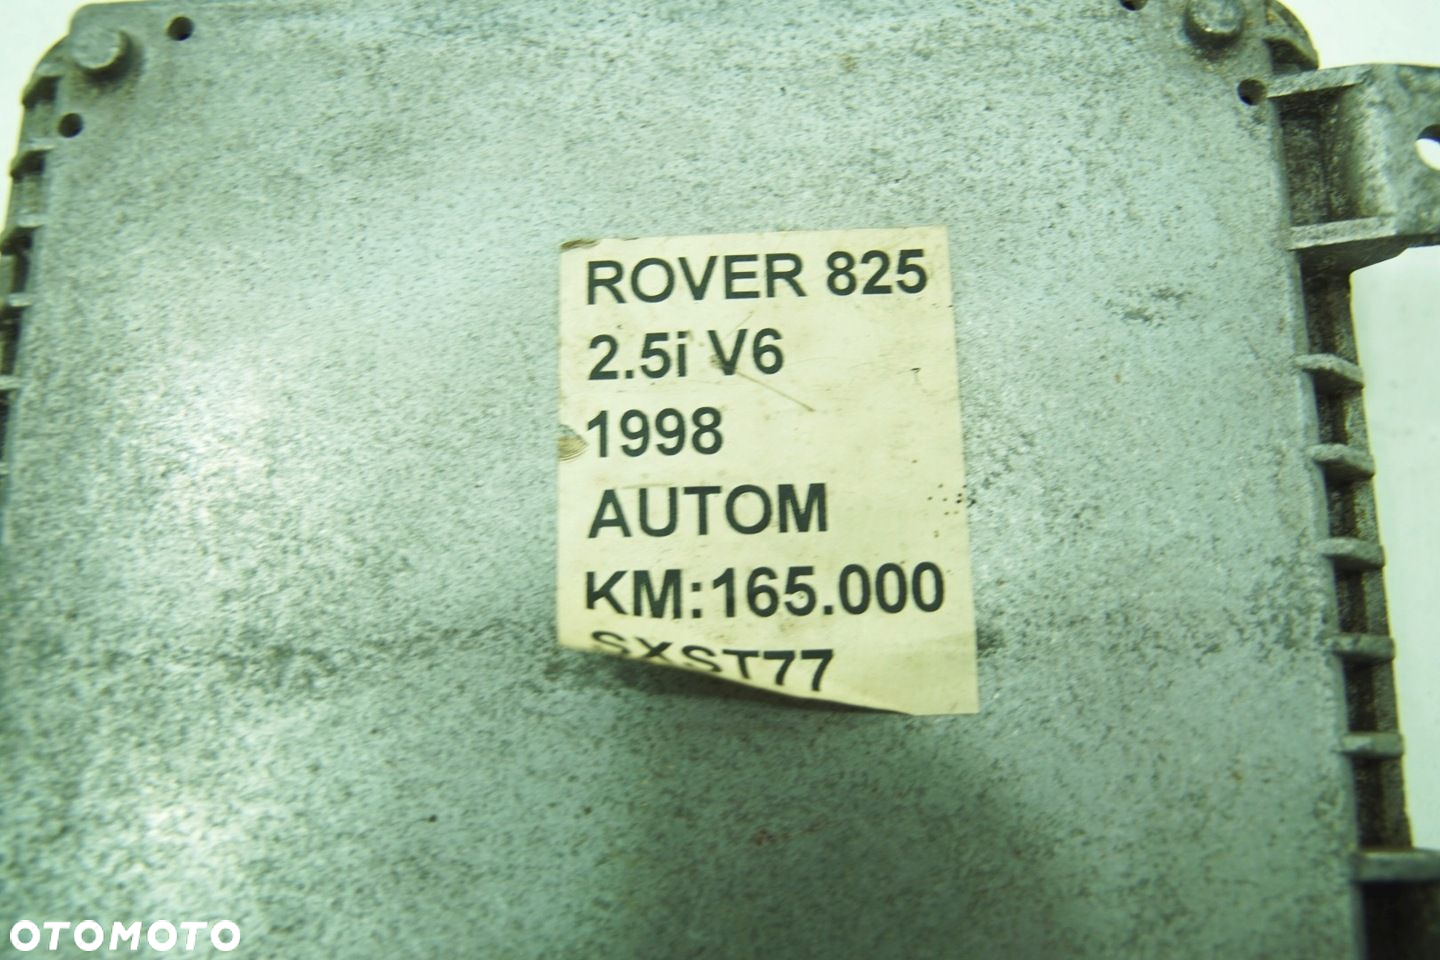 ROVER 825
2.5i V6
1998
AUTOM
KM:165.000
SXST77
OTOMOTO